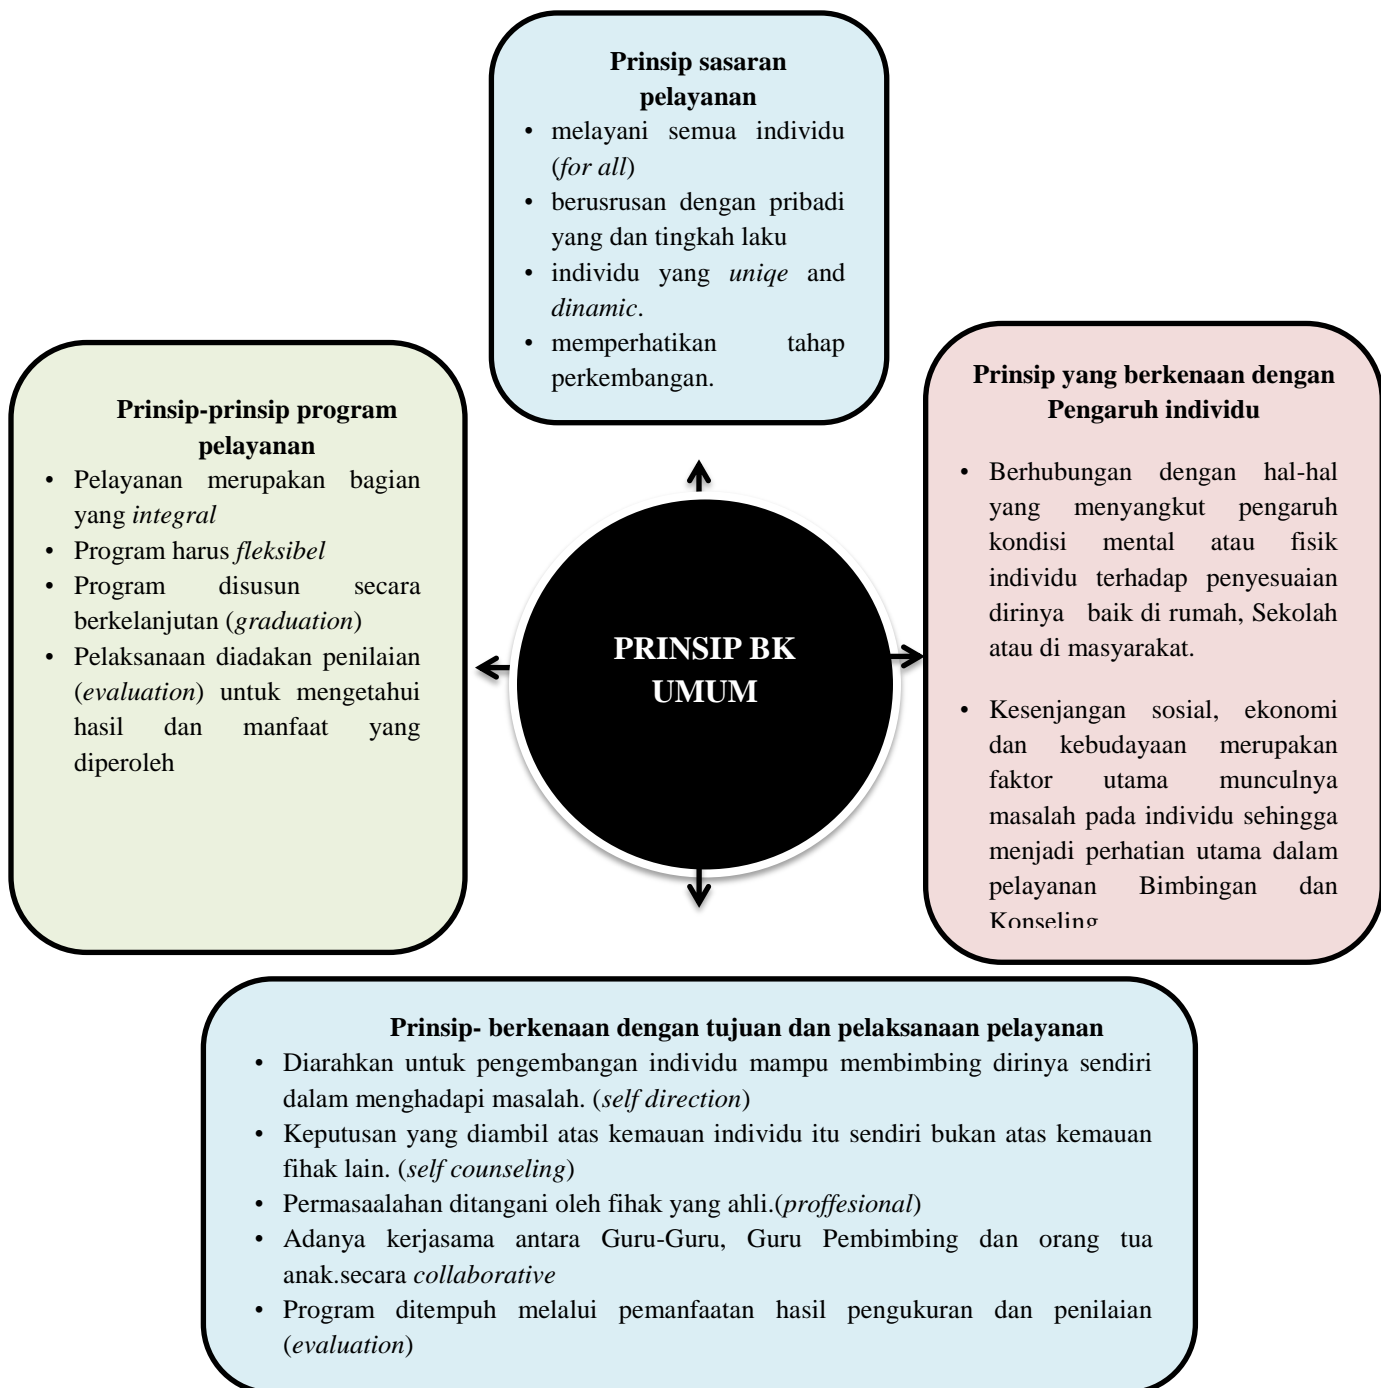 Prinsip sasaran
pelayanan
• melayani semua individu
(for all)
• berusrusan dengan pribadi
yang dan tingkah laku
• individu yang uniqe and
dinamic.
• memperhatikan tahap
perkembangan.
Prinsip-prinsip program
pelayanan
• Pelayanan merupakan bagian
yang integral
• Program harus fleksibel
• Program disusun secara
berkelanjutan (graduation)
• Pelaksanaan diadakan penilaian
(evaluation) untuk mengetahui
hasil dan manfaat yang
diperoleh
PRINSIP BK
UMUM
Prinsip yang berkenaan dengan
Pengaruh individu
• Berhubungan dengan hal-hal
yang menyangkut pengaruh
kondisi mental atau fisik
individu terhadap penyesuaian
dirinya baik di rumah, Sekolah
atau di masyarakat.
• Kesenjangan sosial, ekonomi
dan kebudayaan merupakan
faktor utama munculnya
masalah pada individu sehingga
menjadi perhatian utama dalam
pelayanan Bimbingan dan
Konseling
Prinsip- berkenaan dengan tujuan dan pelaksanaan pelayanan
• Diarahkan untuk pengembangan individu mampu membimbing dirinya sendiri
dalam menghadapi masalah. (self direction)
• Keputusan yang diambil atas kemauan individu itu sendiri bukan atas kemauan
fihak lain. (self counseling)
• Permasaalahan ditangani oleh fihak yang ahli.(proffesional)
• Adanya kerjasama antara Guru-Guru, Guru Pembimbing dan orang tua
anak.secara collaborative
• Program ditempuh melalui pemanfaatan hasil pengukuran dan penilaian
(evaluation)